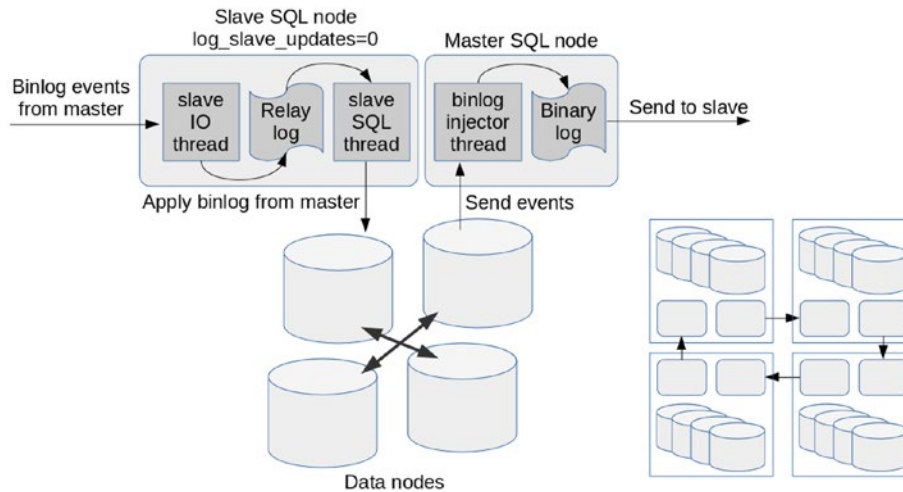 Slave SQL node
log_slave_updates=0
Master SQL node
Binlog events
from master
slave
IO
thread
Relay
log
slave
SQL
thread
binlog
injector
thread
Binary
log
Send to slave
Apply binlog from master
Send events
Data nodes